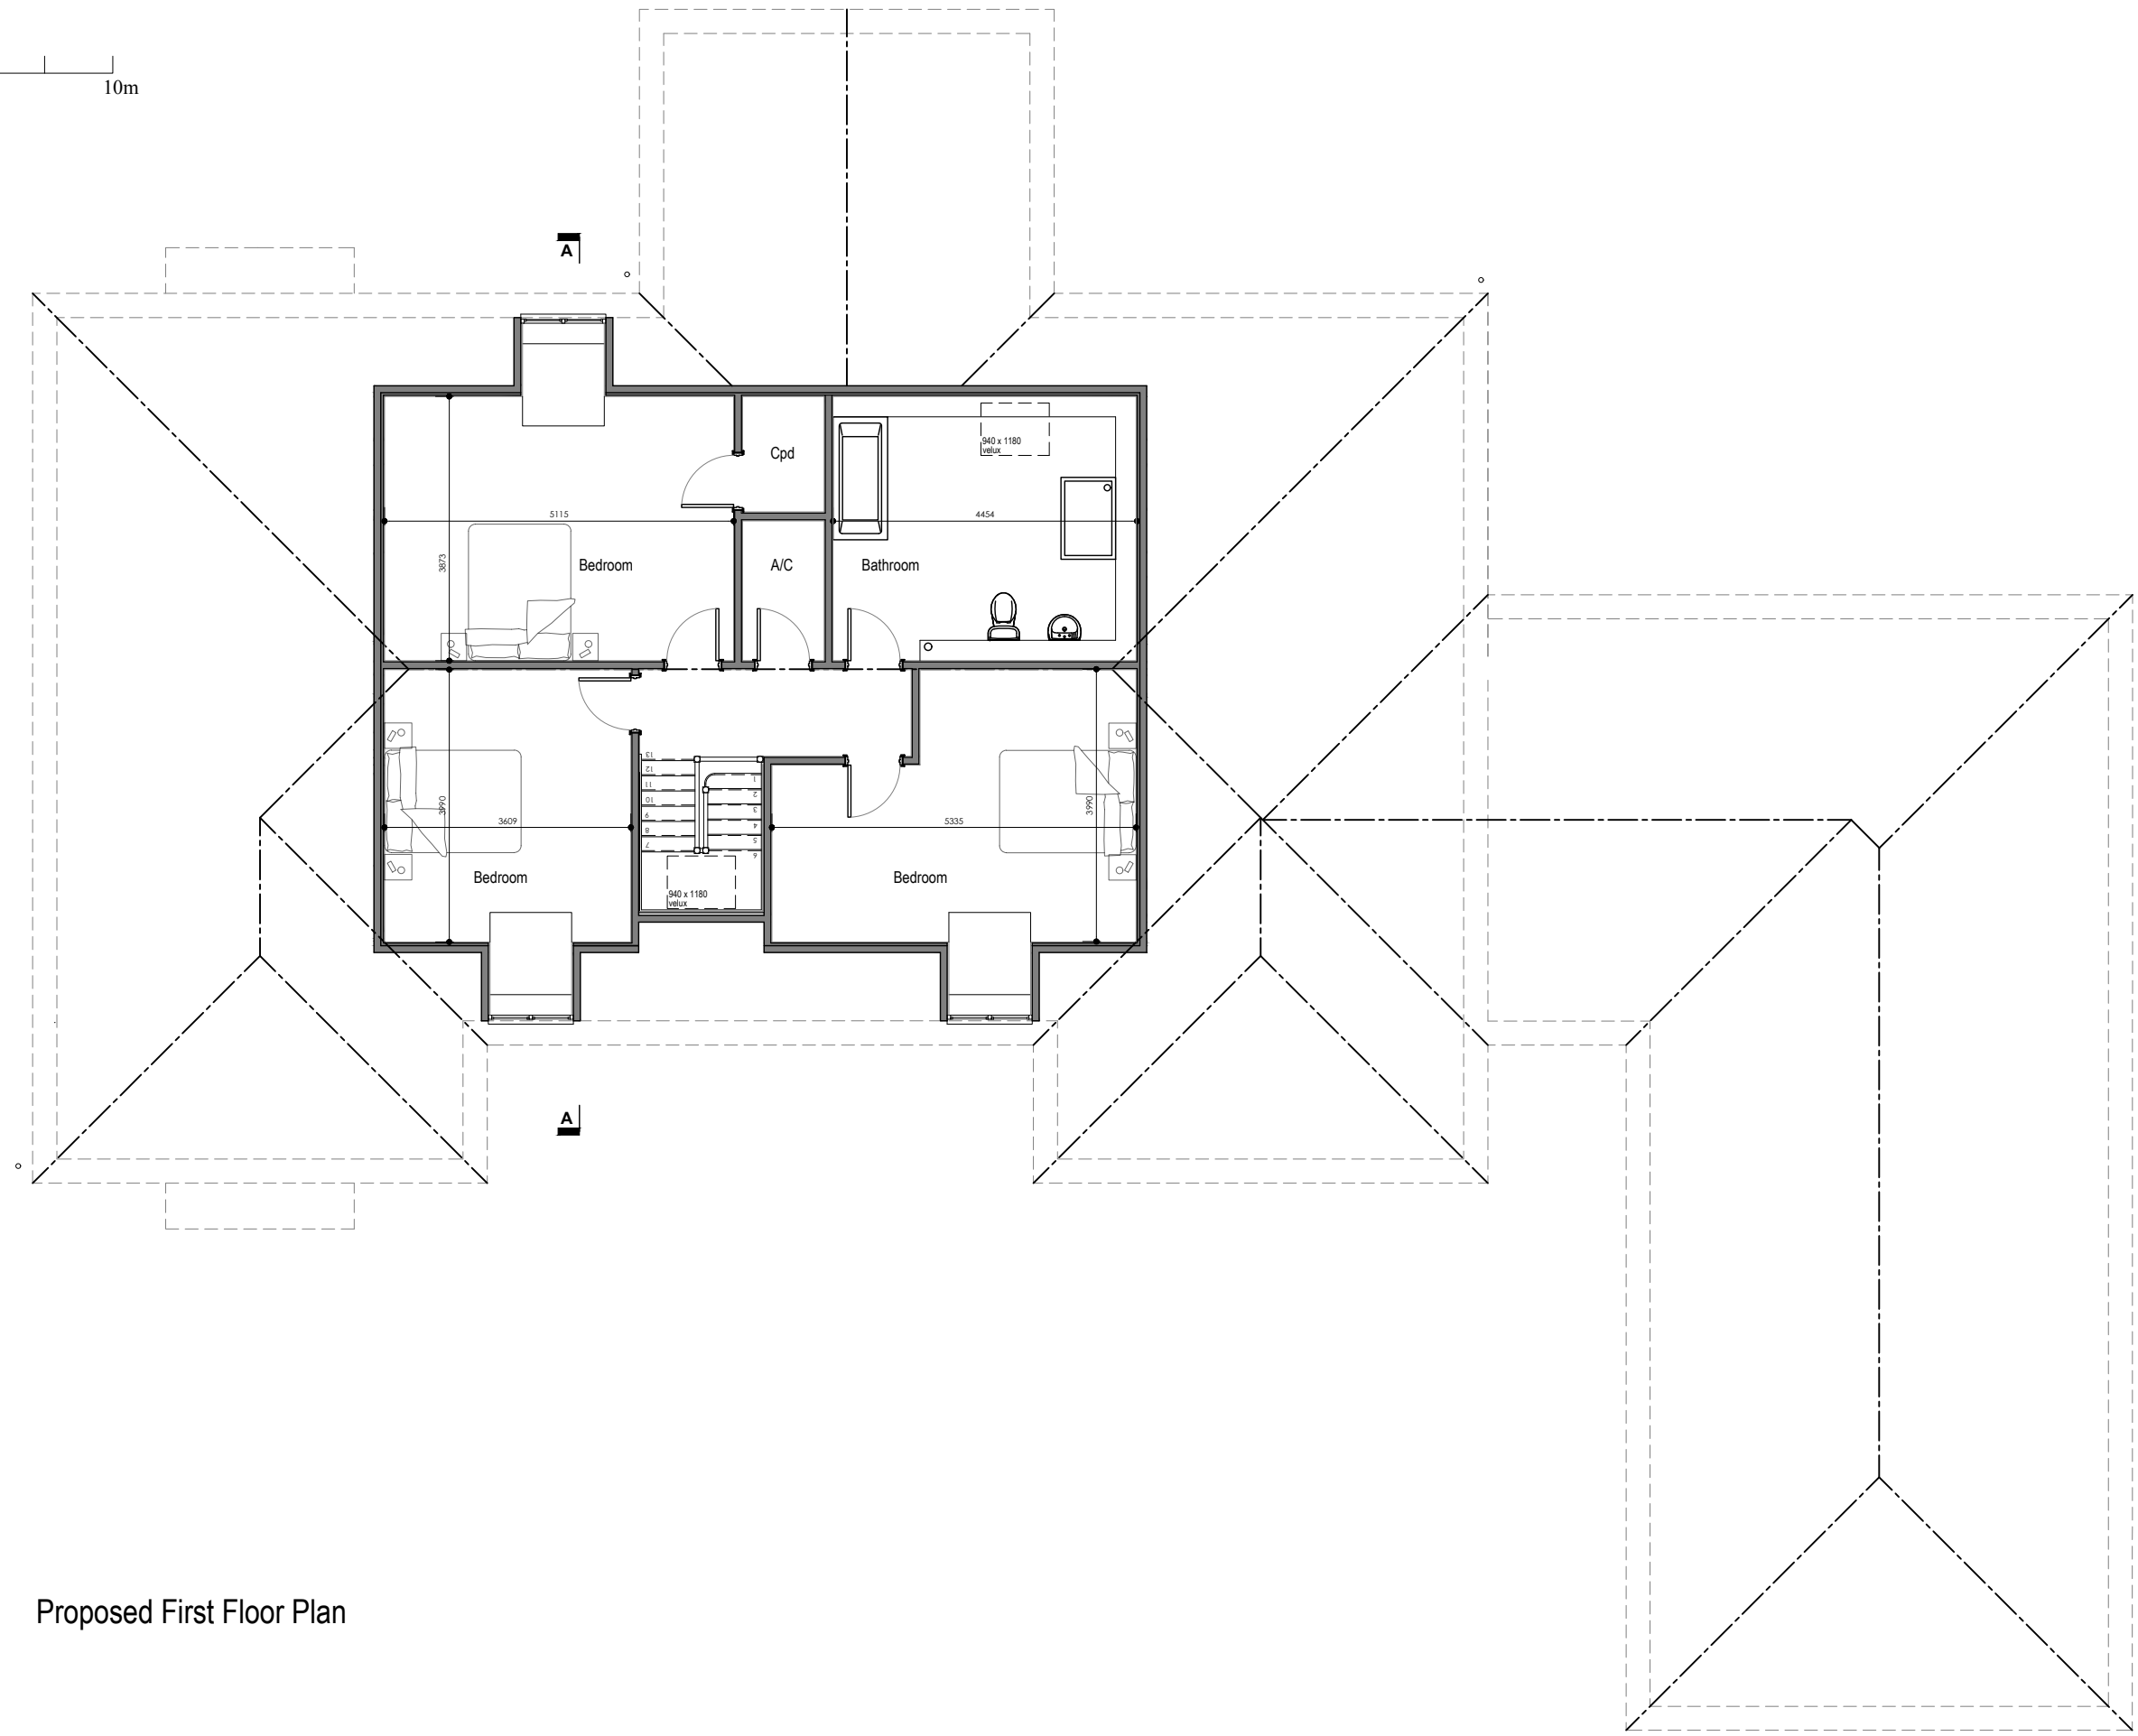 10m
A
Cpd
940 x 1180
velux
5115
4454
3873
Bedroom
A/C
Bathroom
13
12
11
10
9
8
7
1
2
3
4
5
6
3990
3609
5335
3990
Bedroom
940 x 1180
velux
Bedroom
A
Proposed First Floor Plan